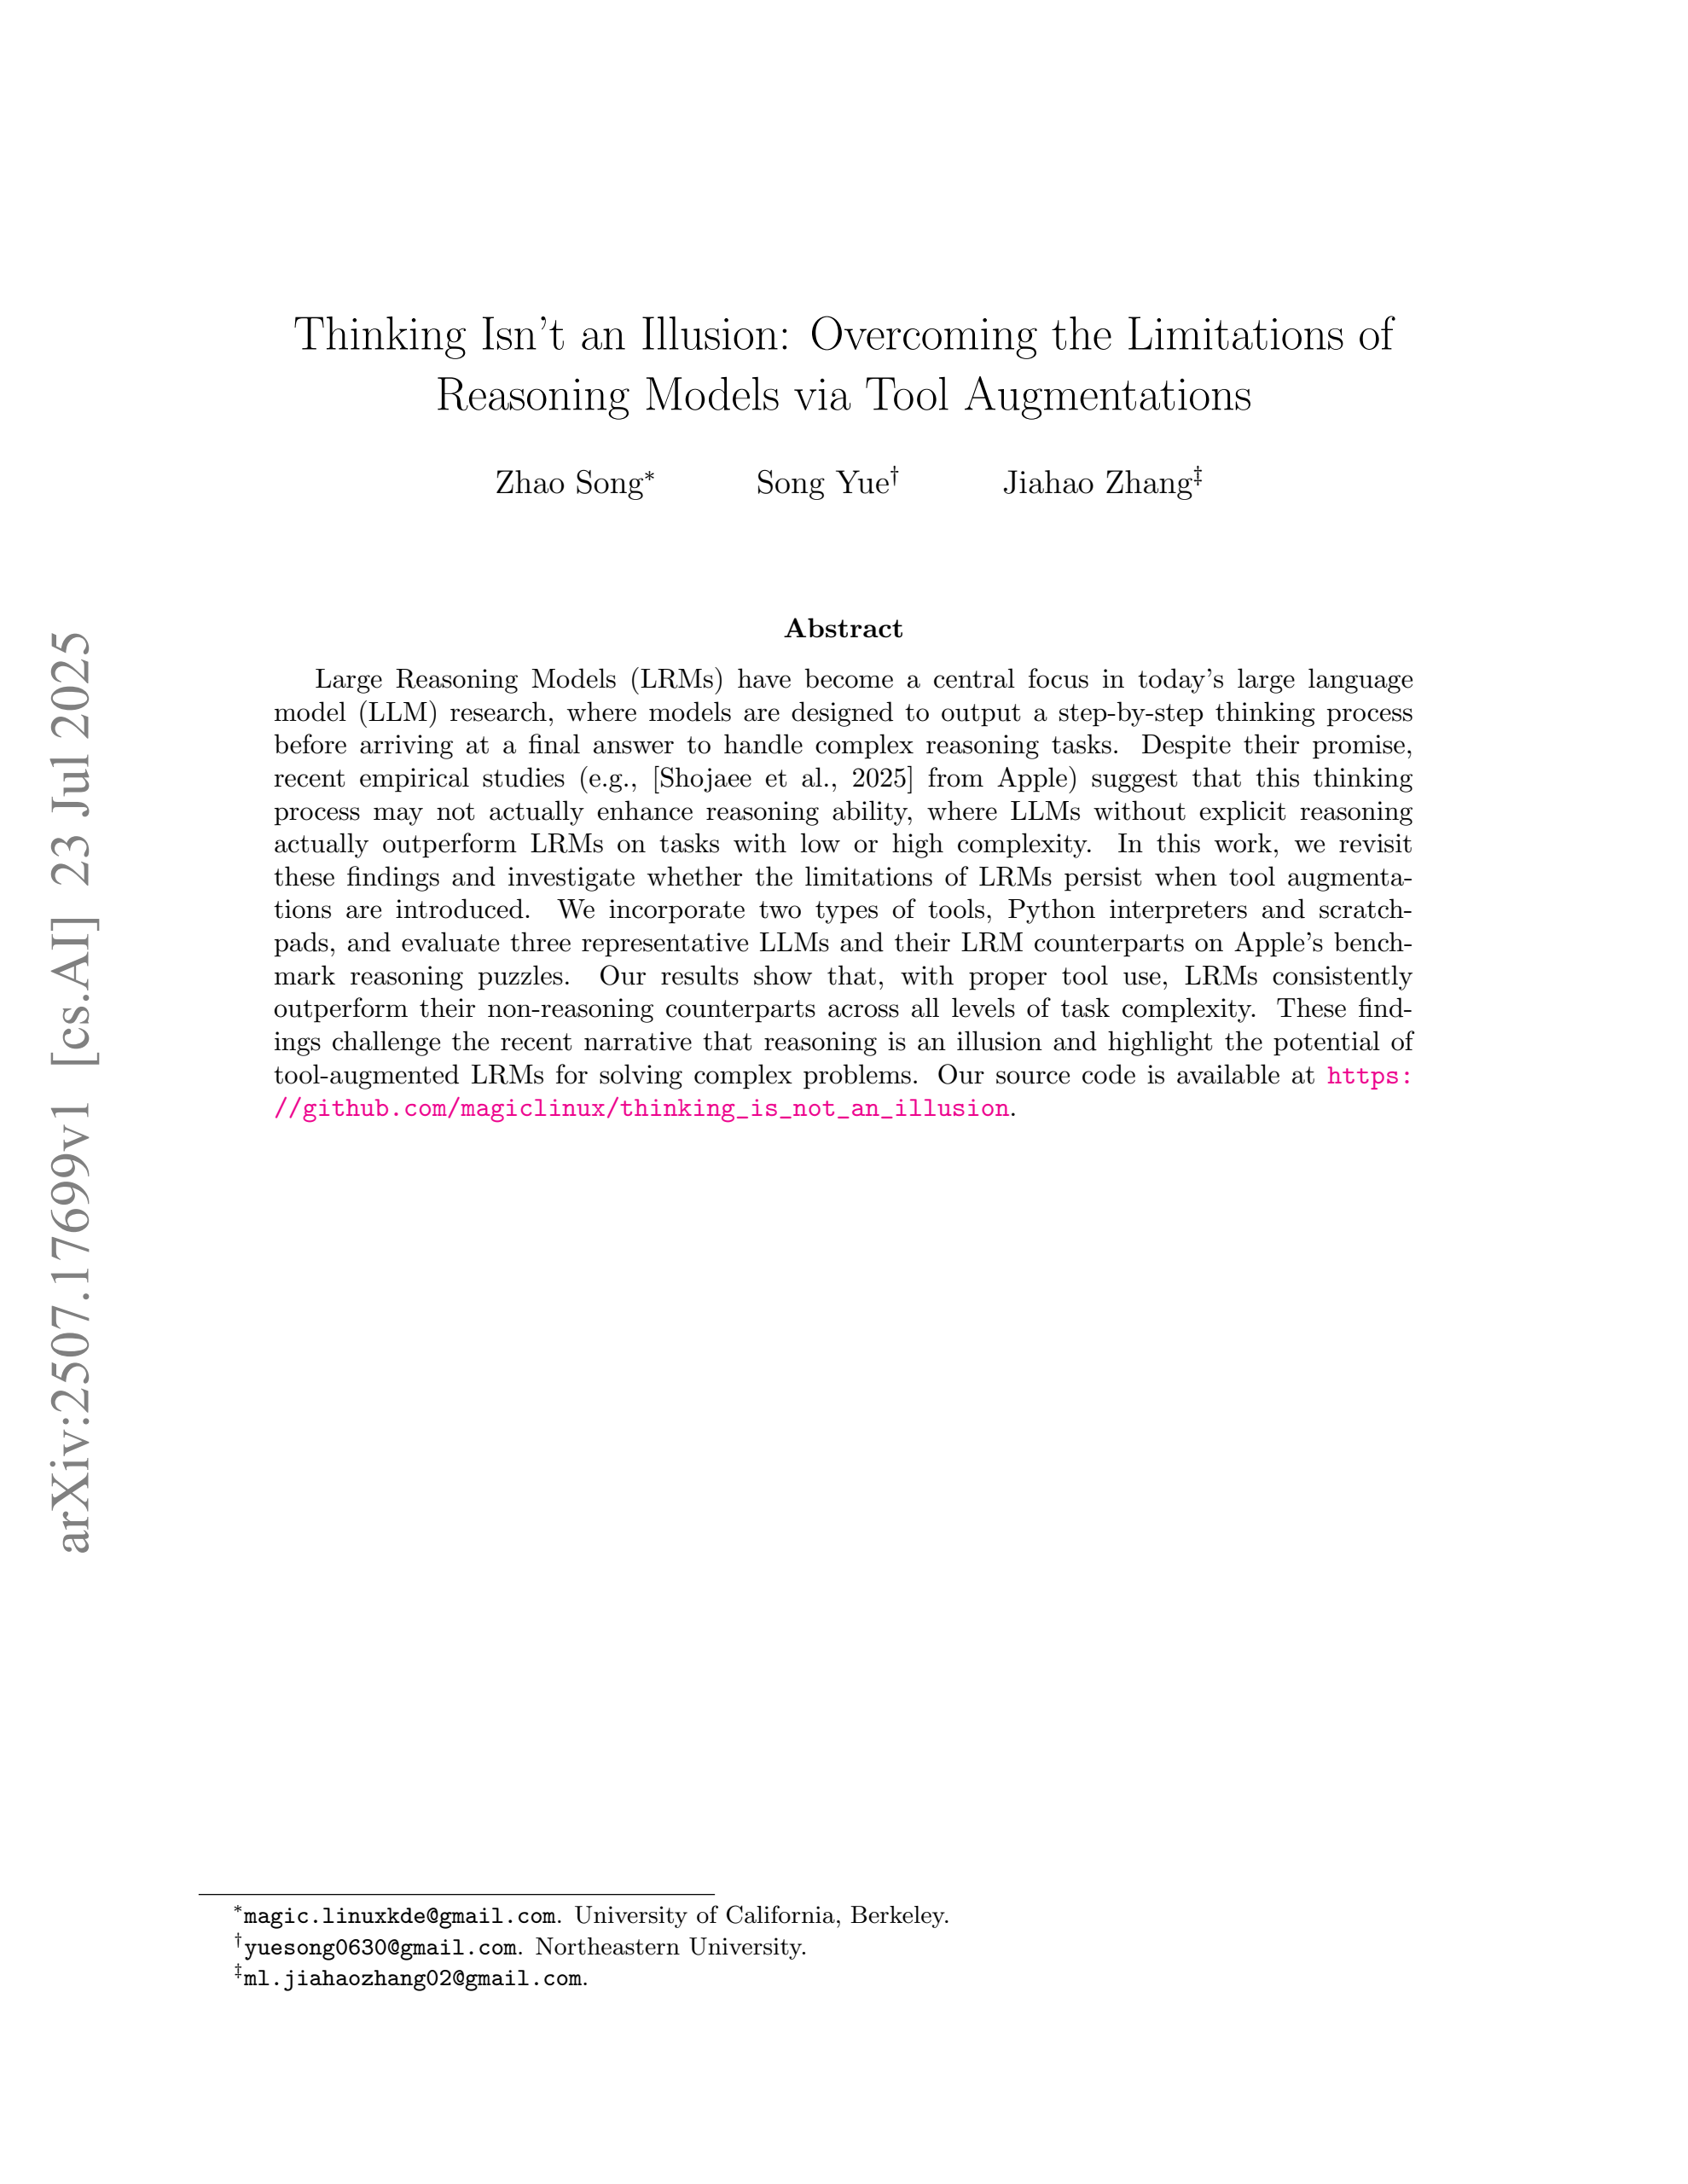 Thinking Isn't an Illusion: Overcoming the Limitations of
Reasoning Models via Tool Augmentations
Zhao Song* Song Yue† Jiahao Zhang‡
Abstract
Large Reasoning Models (LRMs) have become a central focus in today's large language
model (LLM) research, where models are designed to output a step-by-step thinking process
before arriving at a final answer to handle complex reasoning tasks. Despite their promise,
recent empirical studies (e.g., [Shojaee et al., 2025] from Apple) suggest that this thinking
process may not actually enhance reasoning ability, where LLMs without explicit reasoning
actually outperform LRMs on tasks with low or high complexity. In this work, we revisit
these findings and investigate whether the limitations of LRMs persist when tool augmenta-
tions are introduced. We incorporate two types of tools, Python interpreters and scratch-
pads, and evaluate three representative LLMs and their LRM counterparts on Apple's bench-
mark reasoning puzzles. Our results show that, with proper tool use, LRMs consistently
outperform their non-reasoning counterparts across all levels of task complexity. These find-
ings challenge the recent narrative that reasoning is an illusion and highlight the potential of
tool-augmented LRMs for solving complex problems. Our source code is available at https:
//github.com/magiclinux/thinking_is_not_an_illusion.
*magic.linuxkde@gmail.com. University of California, Berkeley.
†yuesong0630@gmail.com. Northeastern University.
‡ml.jiahaozhang02@gmail.com.
arXiv:2507.17699v1 [cs.AI] 23 Jul 2025